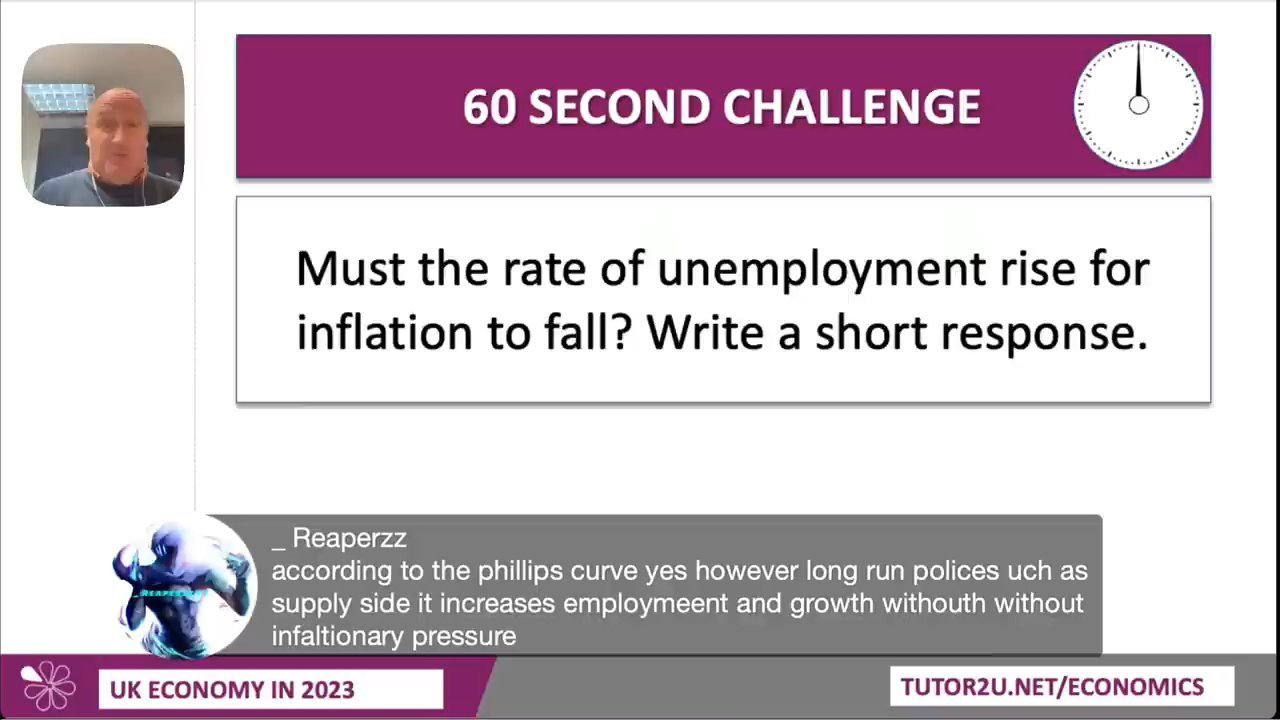 60 SECOND CHALLENGE
Must the rate of unemployment rise for
inflation to fall? Write a short response.
_ Reaperzz
according to the phillips curve yes however long run polices uch as
supply side it increases employmeent and growth withouth without
infaltionary pressure
UK ECONOMY IN 2023
TUTOR2U.NET/ECONOMICS